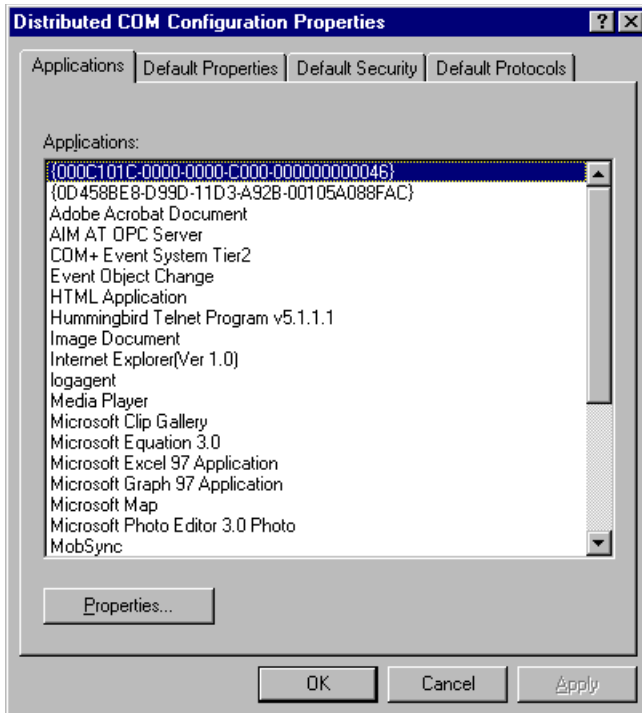 Distributed COM Configuration Properties
Applications Default Properties Default Security Default Protocols
Applications:
{000C101C-0000-0000-C000-000000000046}
{0D458BE8-D99D-11D3-A92B-00105A088FAC}
Adobe Acrobat Document
AIM AT OPC Server
COM+ Event System Tier2
Event Object Change
HTML Application
Hummingbird Telnet Program v5.1.1.1
Image Document
Internet Explorer(Ver 1.0)
logagent
Media Player
Microsoft Clip Gallery
Microsoft Equation 3.0
Microsoft Excel 97 Application
Microsoft Graph 97 Application
Microsoft Map
Microsoft Photo Editor 3.0 Photo
MobSync
Properties...
OK Cancel Apply